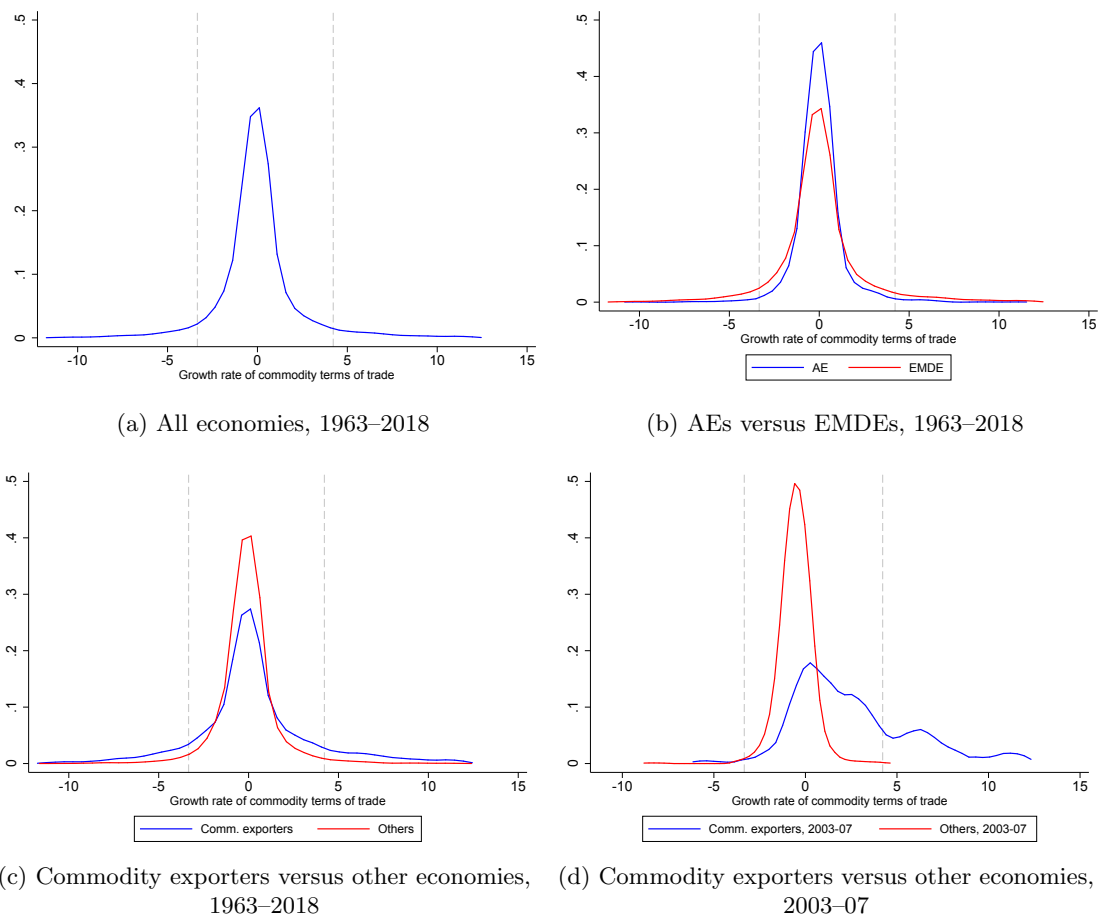 .5
.4
.3
.2
.1
0
-10 -5 0 5 10 15
Growth rate of commodity terms of trade
(a) All economies, 1963–2018
.5
.4
.3
.2
.1
0
-10 -5 0 5 10 15
Growth rate of commodity terms of trade
AE EMDE
(b) AEs versus EMDEs, 1963–2018
.5
.4
.3
.2
.1
0
-10 -5 0 5 10 15
Growth rate of commodity terms of trade
Comm. exporters Others
(c) Commodity exporters versus other economies,
1963–2018
.5
.4
.3
.2
.1
0
-10 -5 0 5 10 15
Growth rate of commodity terms of trade
Comm. exporters, 2003-07 Others, 2003-07
(d) Commodity exporters versus other economies,
2003–07